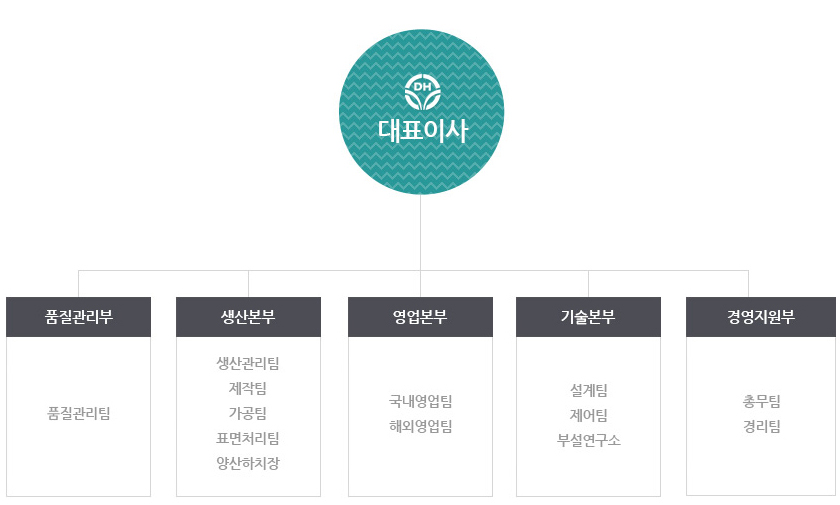 DH
대표이사
품질관리부
품질관리팀
생산본부
생산관리팀
제작팀
가공팀
표면처리팀
양산하치장
영업본부
국내영업팀
해외영업팀
기술본부
설계팀
제어팀
부설연구소
경영지원부
총무팀
경리팀